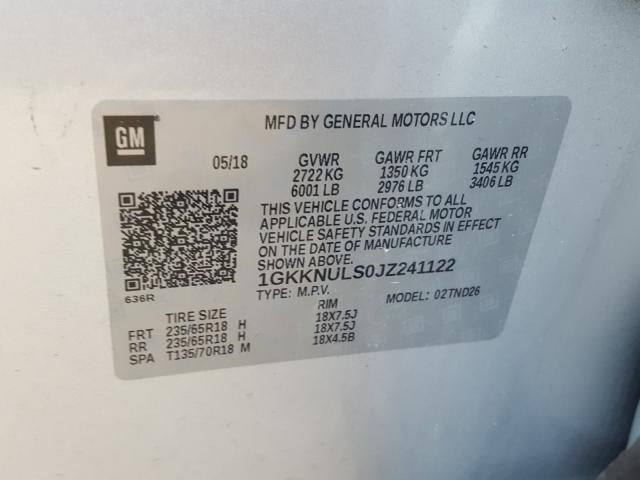 GM
MFD BY GENERAL MOTORS LLC
05/18 GVWR GAWR FRT GAWR RR
2722 KG 1350 KG 1545 KG
6001 LB 2976 LB 3406 LB
THIS VEHICLE CONFORMS TO ALL
APPLICABLE U.S. FEDERAL MOTOR
VEHICLE SAFETY STANDARDS IN EFFECT
ON THE DATE OF MANUFACTURE
SHOWN ABOVE.
1GKKNULS0JZ241122
636R TYPE: M.P.V. MODEL: 02TND26
TIRE SIZE RIM
FRT 235/65R18 H 18X7.5J
RR 235/65R18 H 18X7.5J
SPA T135/70R18 M 18X4.5B